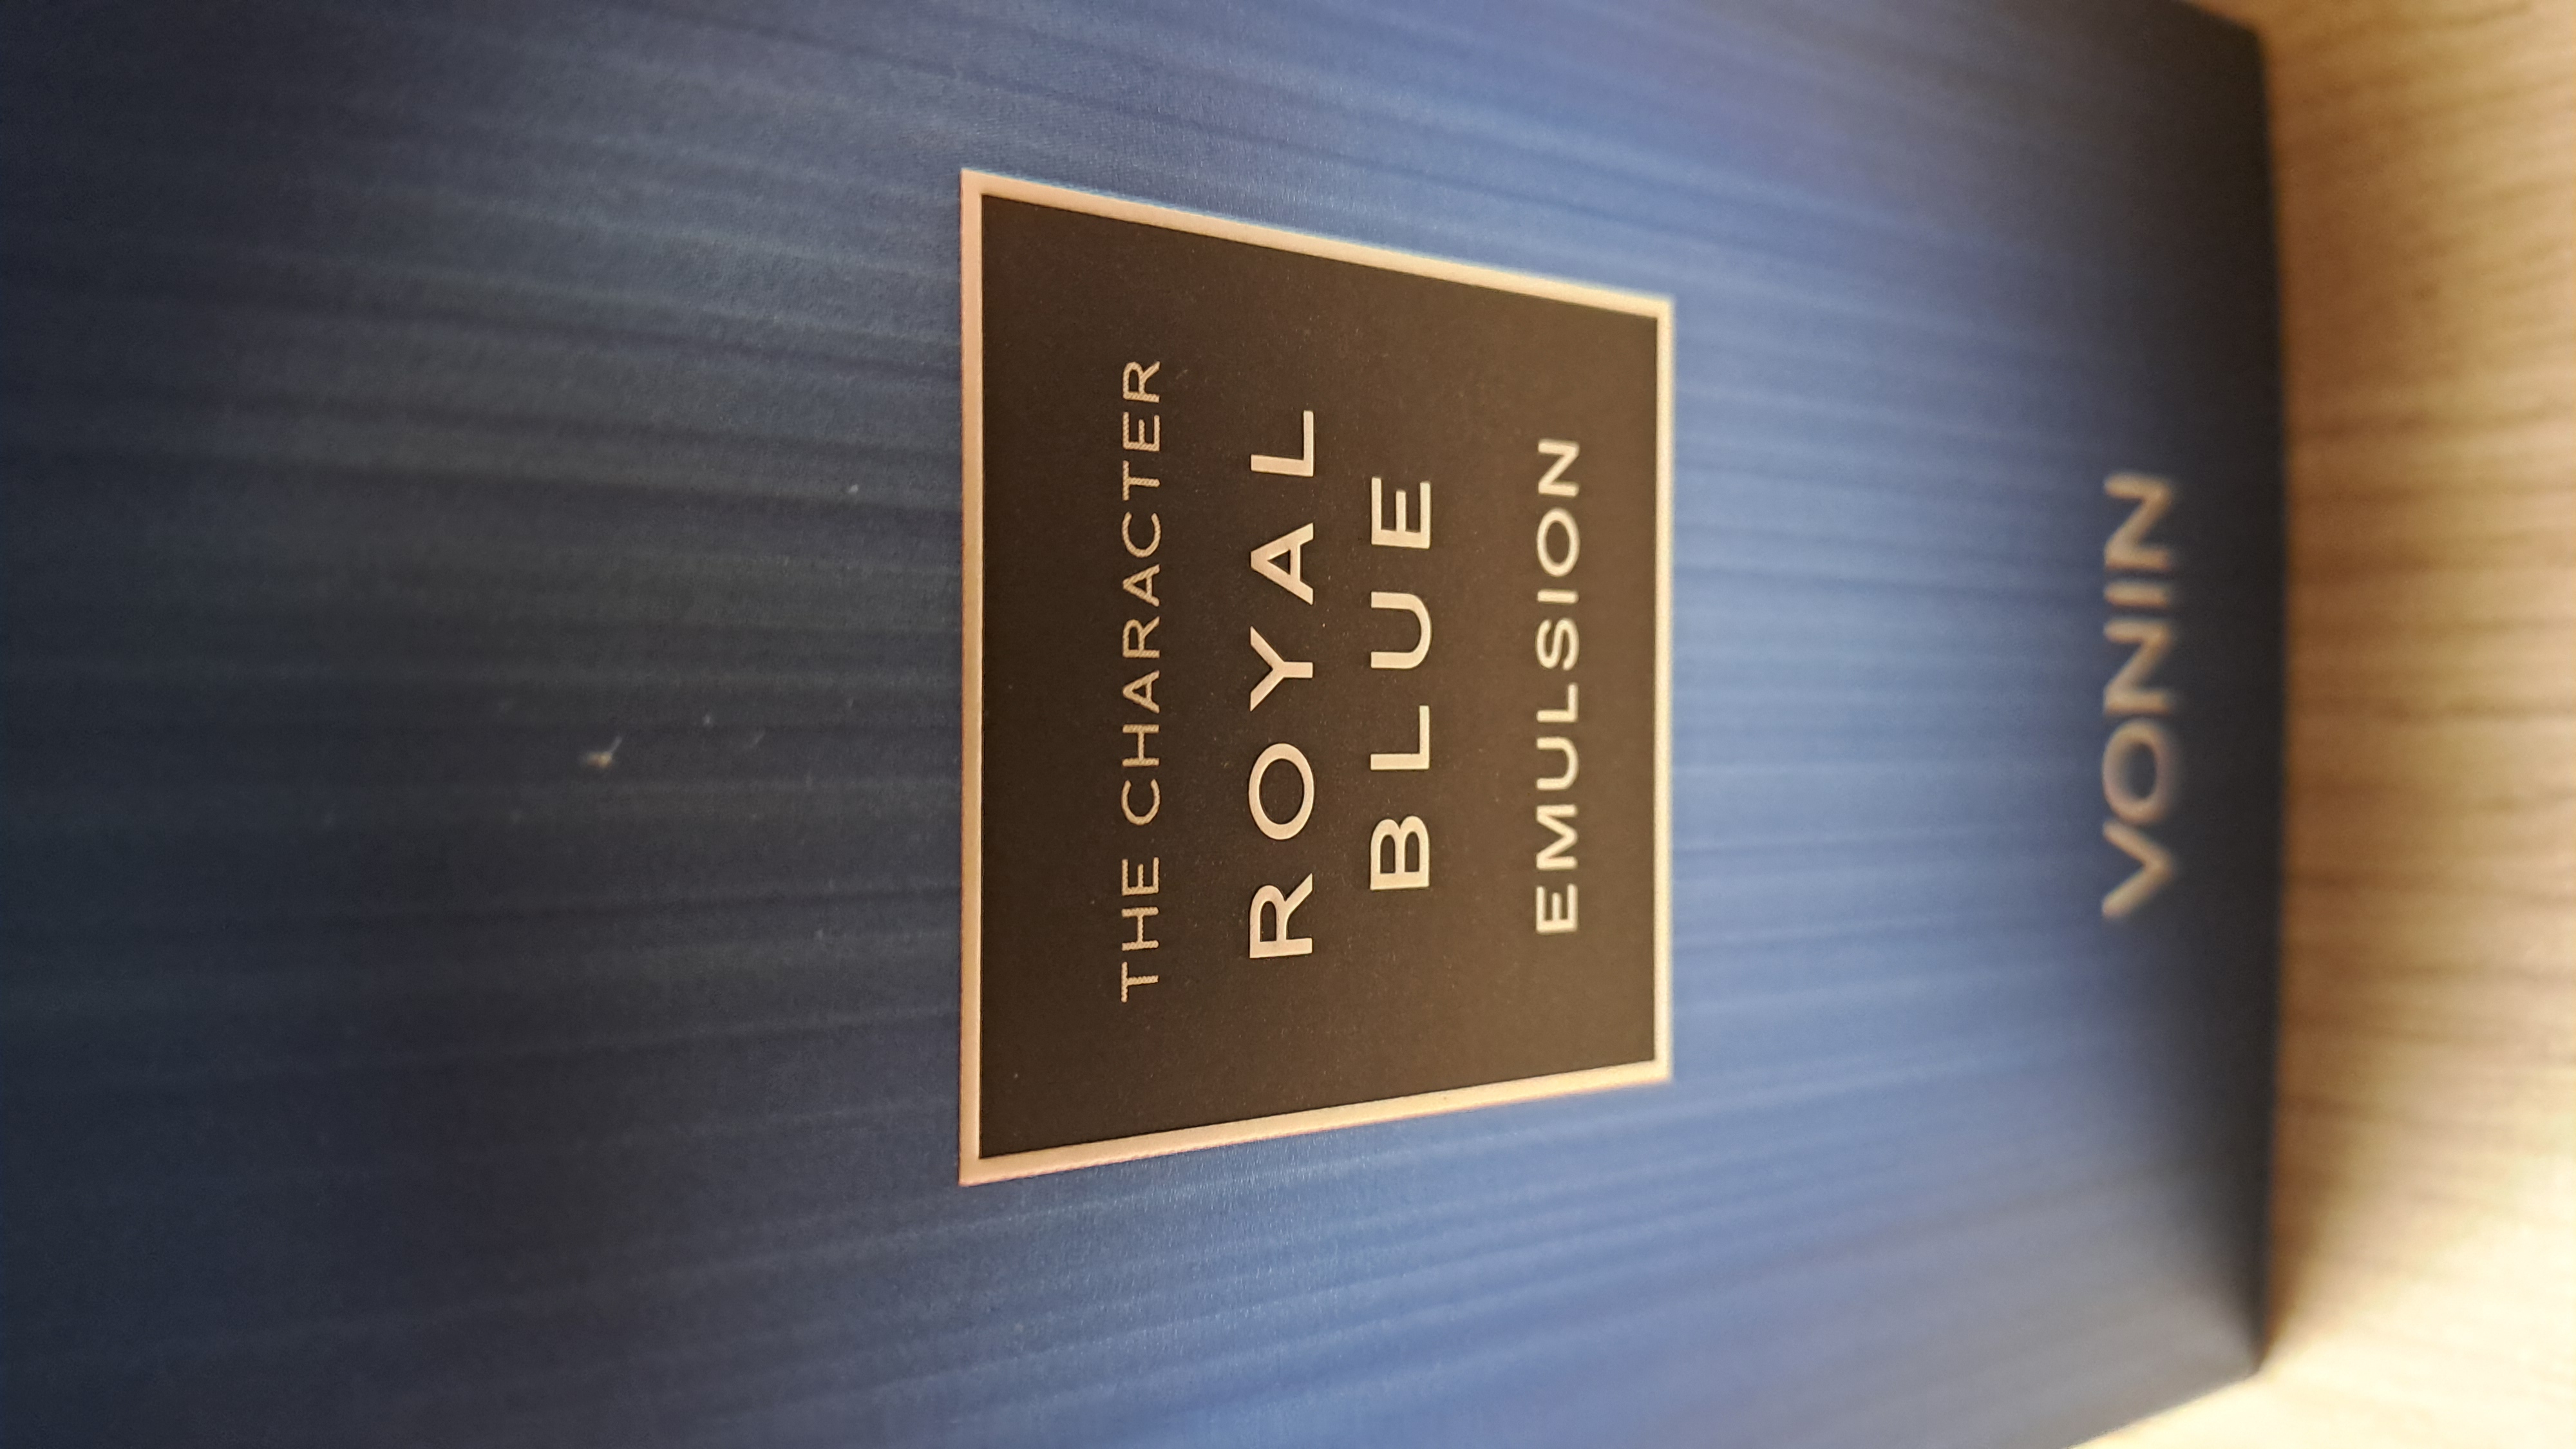 THE CHARACTER
ROYAL
BLUE
EMULSION
VONIN